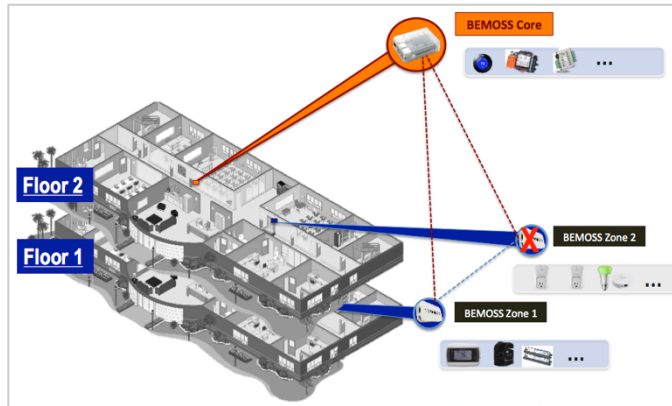 BEMOSS Core
...
Floor 2
Floor 1
BEMOSS Zone 2
...
BEMOSS Zone 1
...